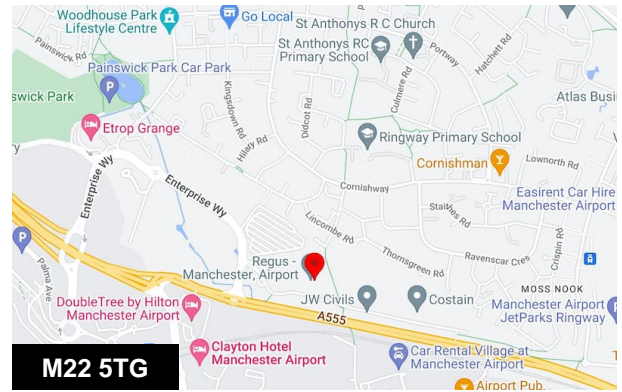 Woodhouse Park
Lifestyle Centre
Go Local
St Anthonys R C Church
Painswick Rd
St Anthonys RC
Primary School
Portway
Hatchett Rd
Painswick Park Car Park
Culmere Rd
Kingsdown Rd
Didcot Rd
swick Park
Atlas Busi
Etrop Grange
Ringway Primary School
Hilary Rd
Cornishman
Lownorth Rd
Enterprise Wy
Enterprise Wy
Cornishway
Easirent Car Hire
Manchester Airport
Lincombe Rd
Ravenscar Cres
Crispin Rd
Thornsgreen Rd
Regus -
Manchester, Airport
Palma Ave
MOSS NOOK
DoubleTree by Hilton
Manchester Airport
JW Civils
Costain
Manchester Airport
JetParks Ringway
A555
Clayton Hotel
Manchester Airport
Car Rental Village at
Manchester Airport
M22 5TG
Airport Pub,